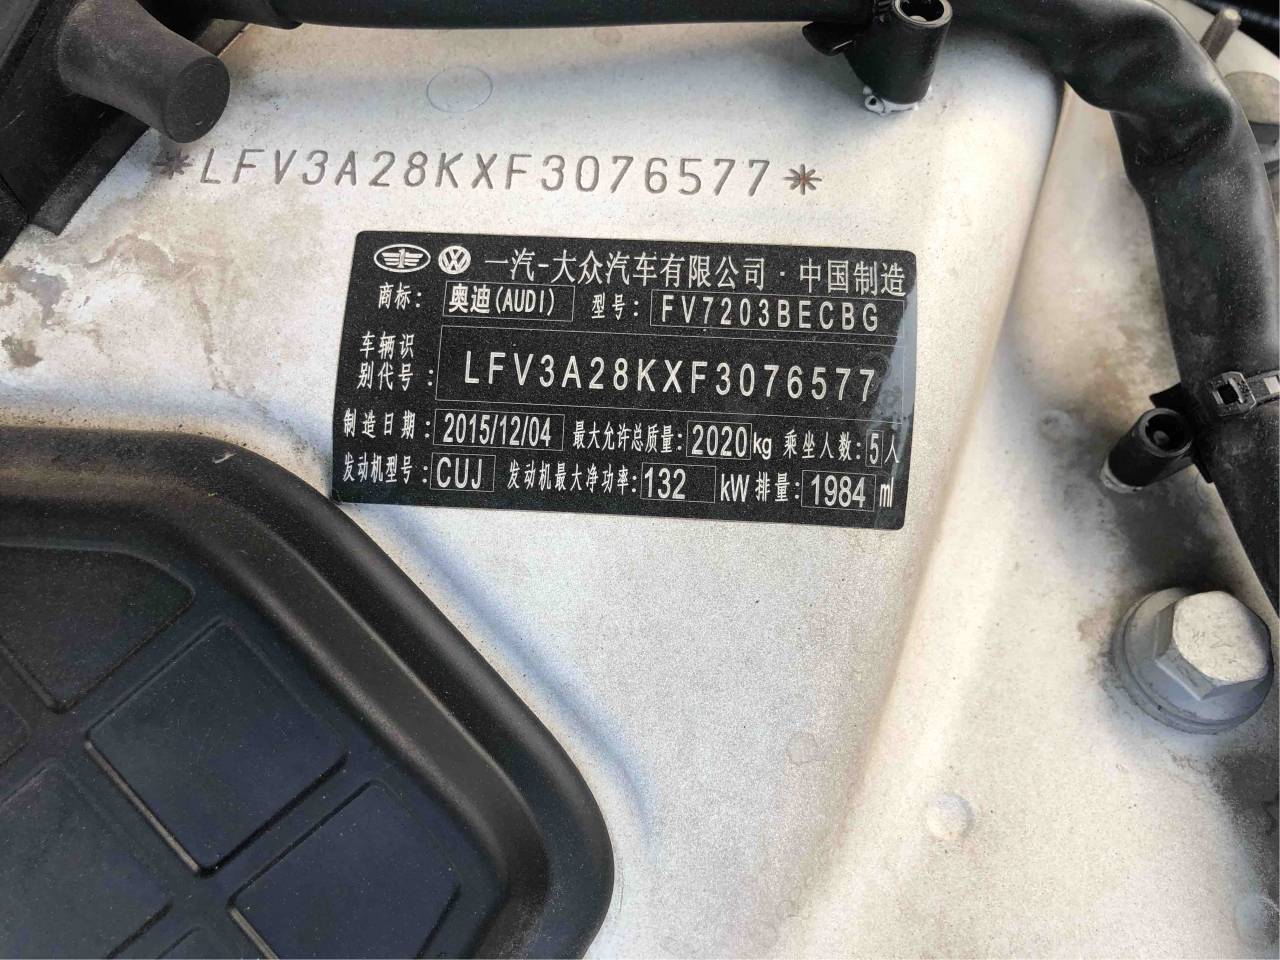 *LFV3A28KXF3076577*
一汽-大众汽车有限公司·中国制造
商标: 奥迪(AUDI) 型号: FV7203BECBG
车辆识
别代号: LFV3A28KXF3076577
制造日期: 2015/12/04 最大允许总质量: 2020kg 乘坐人数: 5人
发动机型号: CUJ 发动机最大净功率: 132 kW 排量: 1984 ml